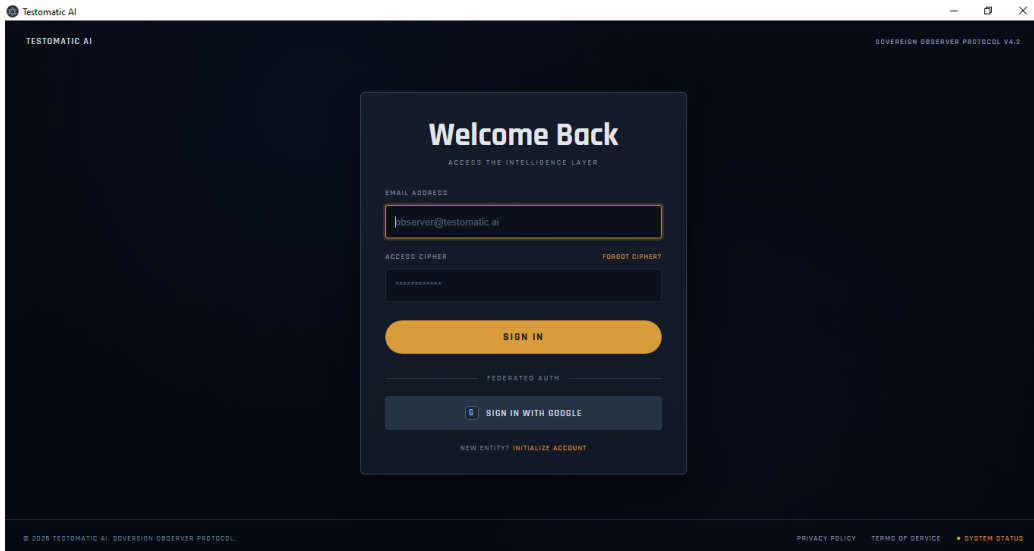 Testomatic AI
TESTOMATIC AI
SOVEREIGN OBSERVER PROTOCOL V4.2
Welcome Back
ACCESS THE INTELLIGENCE LAYER
EMAIL ADDRESS
observer@testomatic.ai
ACCESS CIPHER FORGOT CIPHER?
************
SIGN IN
FEDERATED AUTH
G SIGN IN WITH GOOGLE
NEW ENTITY? INITIALIZE ACCOUNT
© 2026 TESTOMATIC AI. SOVEREIGN OBSERVER PROTOCOL.
PRIVACY POLICY TERMS OF SERVICE SYSTEM STATUS